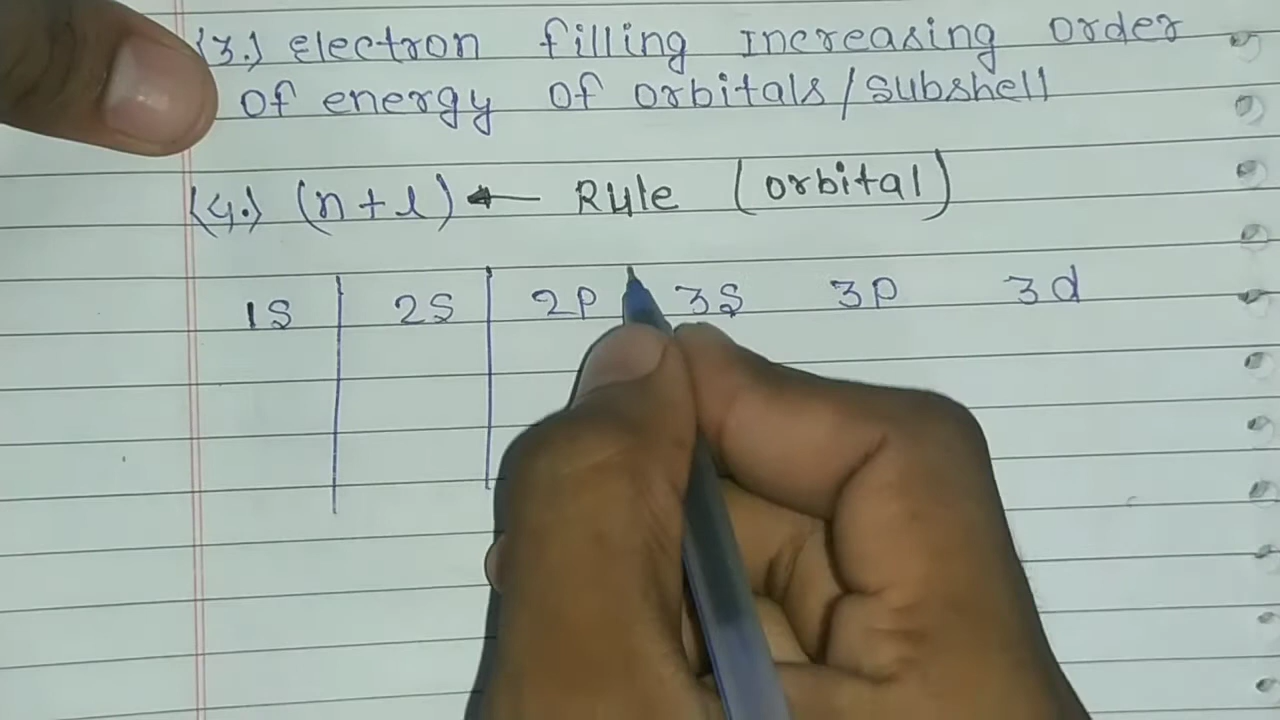 (3.) electron filling Increasing order
of energy of orbitals/subshell
(4.) (n+l) ← Rule (orbital)
1s 2s 2p 3s 3p 3d